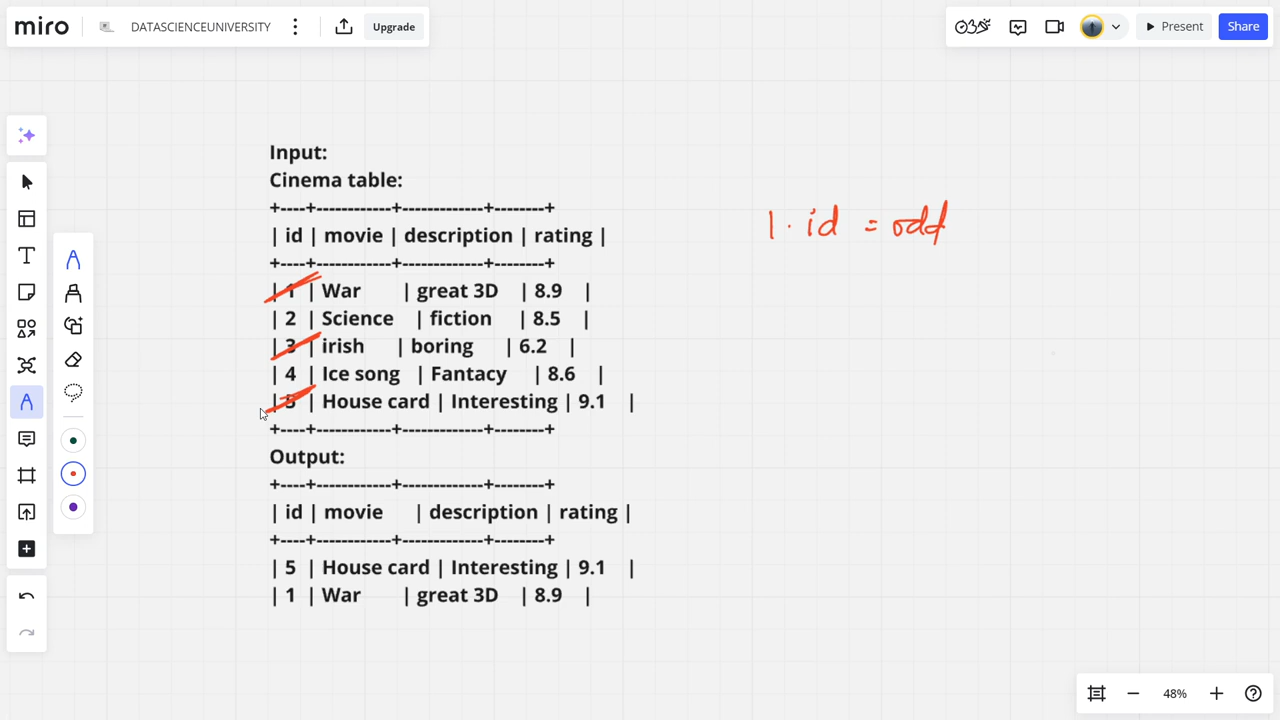 miro DATASCIENCEUNIVERSITY Upgrade Present Share
Input:
Cinema table:
+----+------------+-------------+--------+
| id | movie | description | rating |
+----+------------+-------------+--------+
| 1 | War | great 3D | 8.9 |
| 2 | Science | fiction | 8.5 |
| 3 | irish | boring | 6.2 |
| 4 | Ice song | Fantacy | 8.6 |
| 5 | House card | Interesting | 9.1 |
+----+------------+-------------+--------+
Output:
+----+------------+-------------+--------+
| id | movie | description | rating |
+----+------------+-------------+--------+
| 5 | House card | Interesting | 9.1 |
| 1 | War | great 3D | 8.9 |
1. id = odd
48%